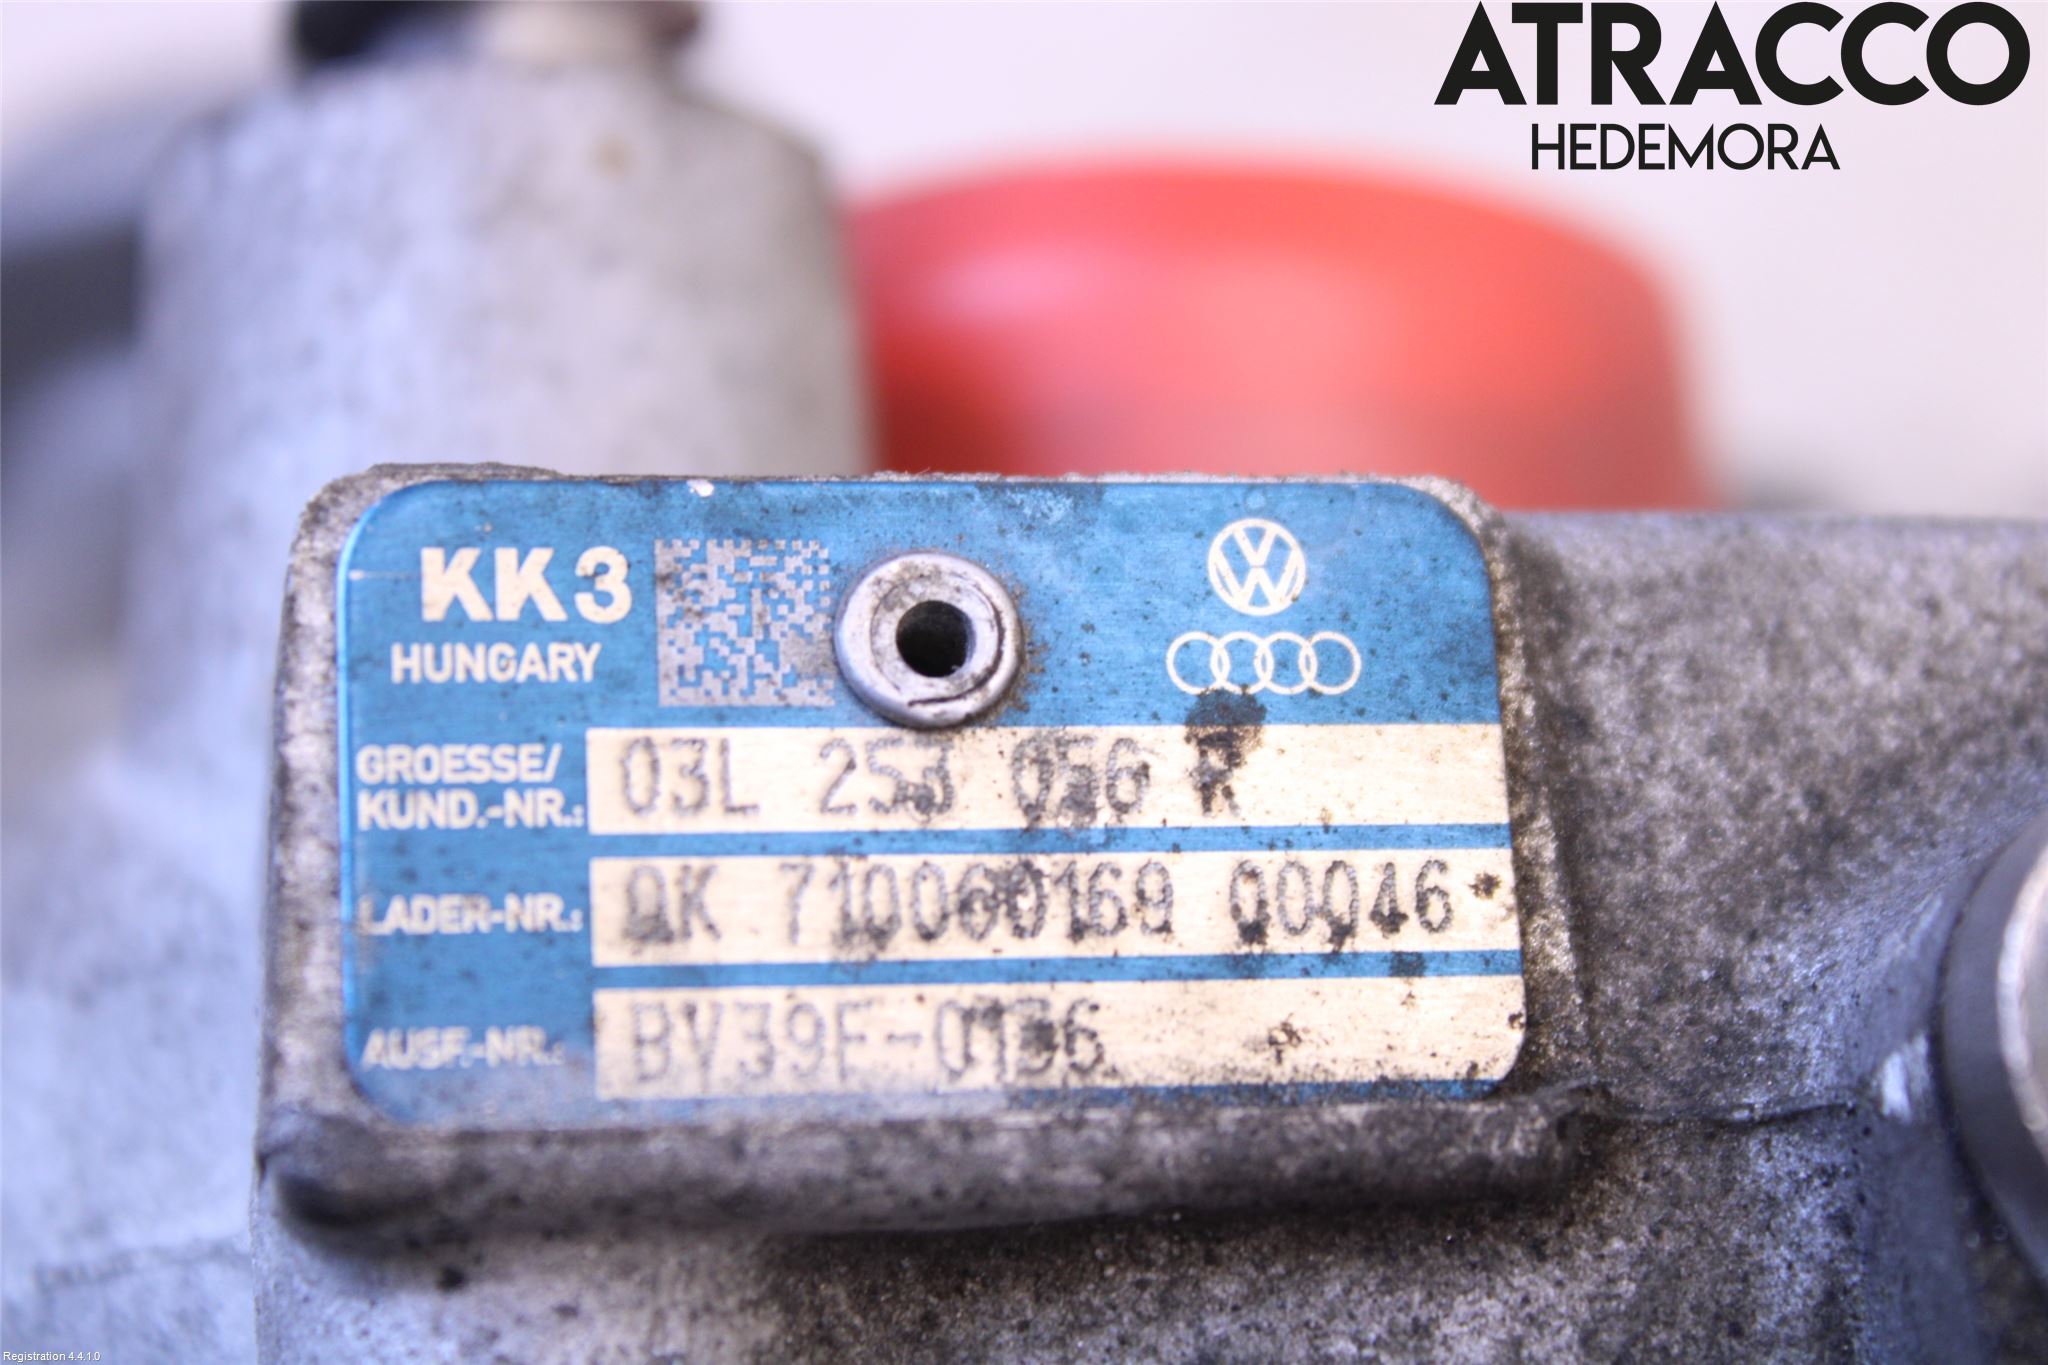 ATRACCO
HEDEMORA
KK3
HUNGARY
GROESSE/
KUND.-NR.: 03L 253 056 R
LADER-NR.: QK 710060169 00046
AUSF.-NR.: BV39F-0136
Registration 4.4.1.0